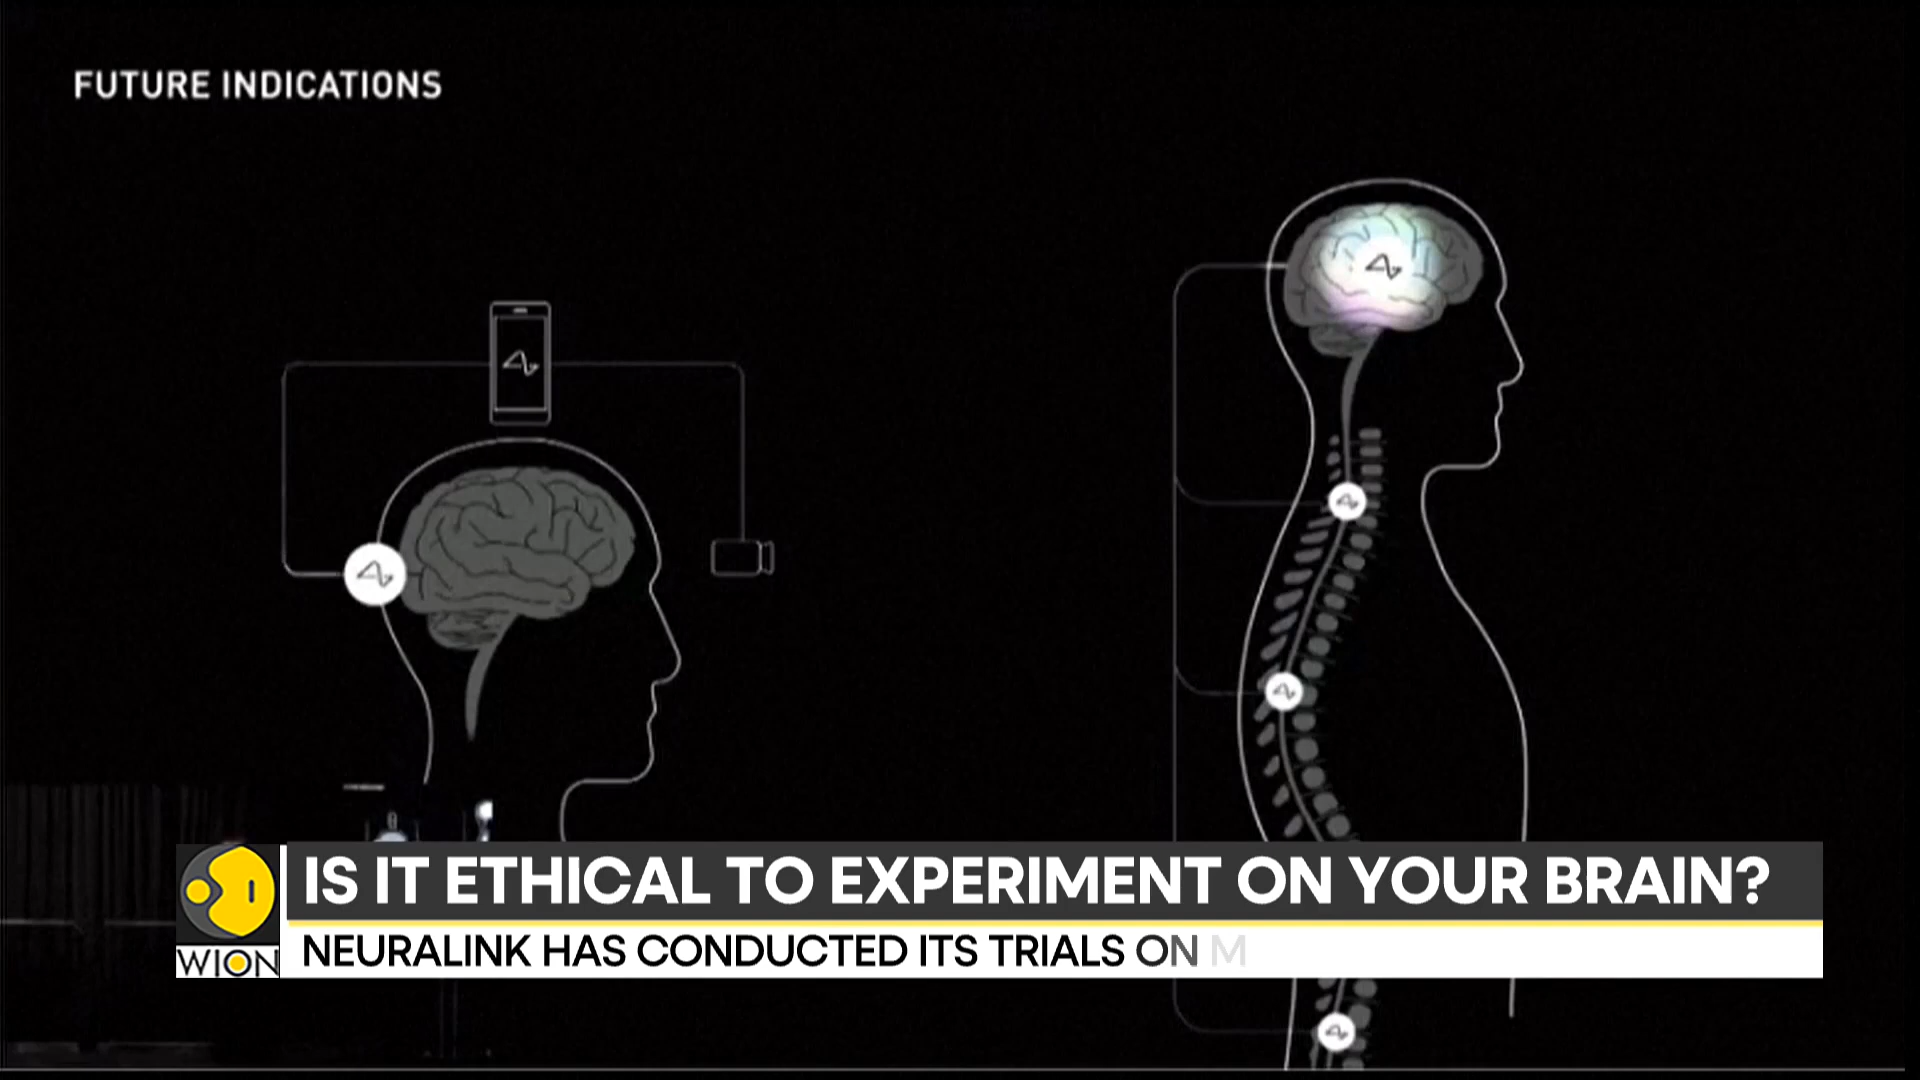 FUTURE INDICATIONS
IS IT ETHICAL TO EXPERIMENT ON YOUR BRAIN?
NEURALINK HAS CONDUCTED ITS TRIALS ON M
WION